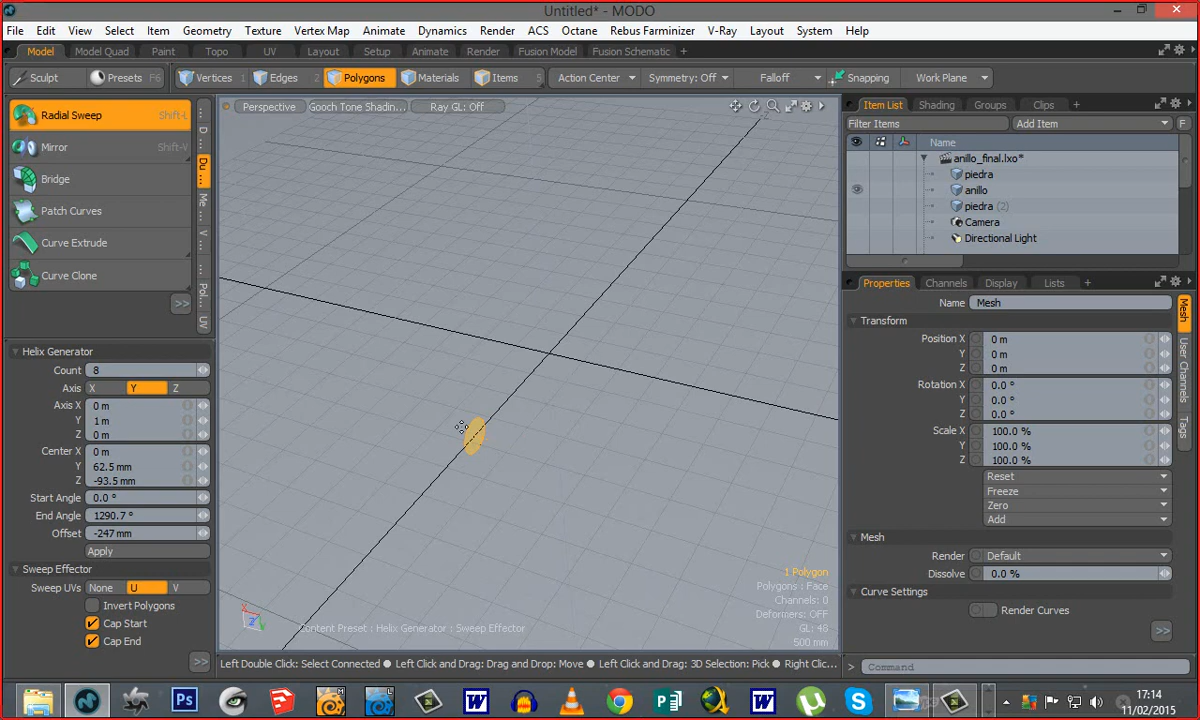 Untitled* - MODO
File Edit View Select Item Geometry Texture Vertex Map Animate Dynamics Render ACS Octane Rebus Farminizer V-Ray Layout System Help
Model Model Quad Paint Topo UV Layout Setup Animate Render Fusion Model Fusion Schematic +
Sculpt Presets F6 Vertices 1 Edges 2 Polygons Materials Items 5 Action Center Symmetry: Off Falloff Snapping Work Plane
Radial Sweep Shift-L
Mirror Shift-V
Bridge
Patch Curves
Curve Extrude
Curve Clone
>>
D...
Du...
Me...
V...
Pol...
UV
Helix Generator
Count 8
Axis X Y Z
Axis X 0 m
Y 1 m
Z 0 m
Center X 0 m
Y 62.5 mm
Z -93.5 mm
Start Angle 0.0 °
End Angle 1290.7 °
Offset -247 mm
Apply
Sweep Effector
Sweep UVs None U V
Invert Polygons
Cap Start
Cap End
>>
Perspective Gooch Tone Shadin... Ray GL: Off
-Z
1 Polygon
Polygons : Face
Channels: 0
Deformers: OFF
GL: 48
500 mm
Content Preset : Helix Generator : Sweep Effector
Left Double Click: Select Connected ● Left Click and Drag: Drag and Drop: Move ● Left Click and Drag: 3D Selection: Pick ● Right Clic...
Item List Shading Groups Clips +
Filter Items Add Item F
Name
anillo_final.lxo*
piedra
anillo
piedra (2)
Camera
Directional Light
Properties Channels Display Lists +
Name Mesh
Transform
Position X 0 m
Y 0 m
Z 0 m
Rotation X 0.0 °
Y 0.0 °
Z 0.0 °
Scale X 100.0 %
Y 100.0 %
Z 100.0 %
Reset
Freeze
Zero
Add
Mesh
Render Default
Dissolve 0.0 %
Curve Settings
Render Curves
>>
Mesh
User Channels
Tags
> Command
17:14
11/02/2015